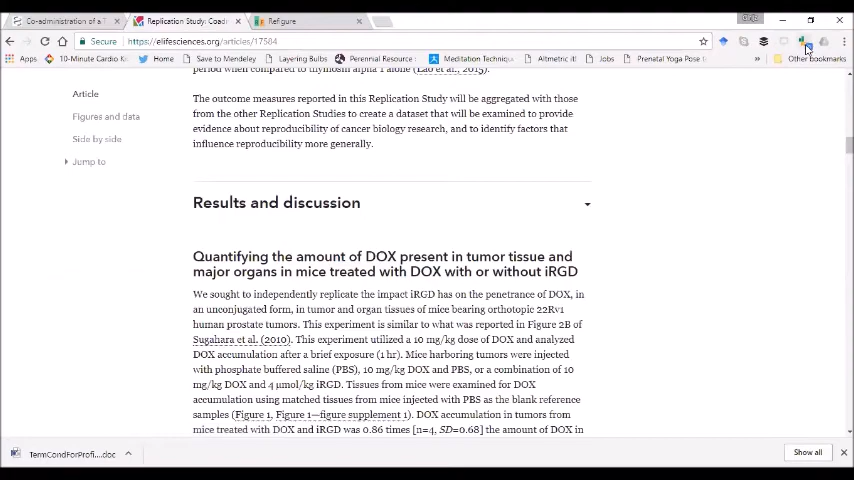 Co-administration of a T
Replication Study: Coad
Refigure
Secure
https://elifesciences.org/articles/17584
Apps
10-Minute Cardio Ki
Home
Save to Mendeley
Layering Bulbs
Perennial Resource:
Meditation Techniqu
Altmetric it!
Jobs
Prenatal Yoga Pose t
»
Other bookmarks
period when compared to thymosin alpha 1 alone (Lao et al., 2015).
Article
Figures and data
Side by side
Jump to
The outcome measures reported in this Replication Study will be aggregated with those
from the other Replication Studies to create a dataset that will be examined to provide
evidence about reproducibility of cancer biology research, and to identify factors that
influence reproducibility more generally.
Results and discussion
Quantifying the amount of DOX present in tumor tissue and
major organs in mice treated with DOX with or without iRGD
We sought to independently replicate the impact iRGD has on the penetrance of DOX, in
an unconjugated form, in tumor and organ tissues of mice bearing orthotopic 22Rv1
human prostate tumors. This experiment is similar to what was reported in Figure 2B of
Sugahara et al. (2010). This experiment utilized a 10 mg/kg dose of DOX and analyzed
DOX accumulation after a brief exposure (1 hr). Mice harboring tumors were injected
with phosphate buffered saline (PBS), 10 mg/kg DOX and PBS, or a combination of 10
mg/kg DOX and 4 µmol/kg iRGD. Tissues from mice were examined for DOX
accumulation using matched tissues from mice injected with PBS as the blank reference
samples (Figure 1, Figure 1—figure supplement 1). DOX accumulation in tumors from
mice treated with DOX and iRGD was 0.86 times [n=4, SD=0.68] the amount of DOX in
TermCondForProfi....doc
Show all